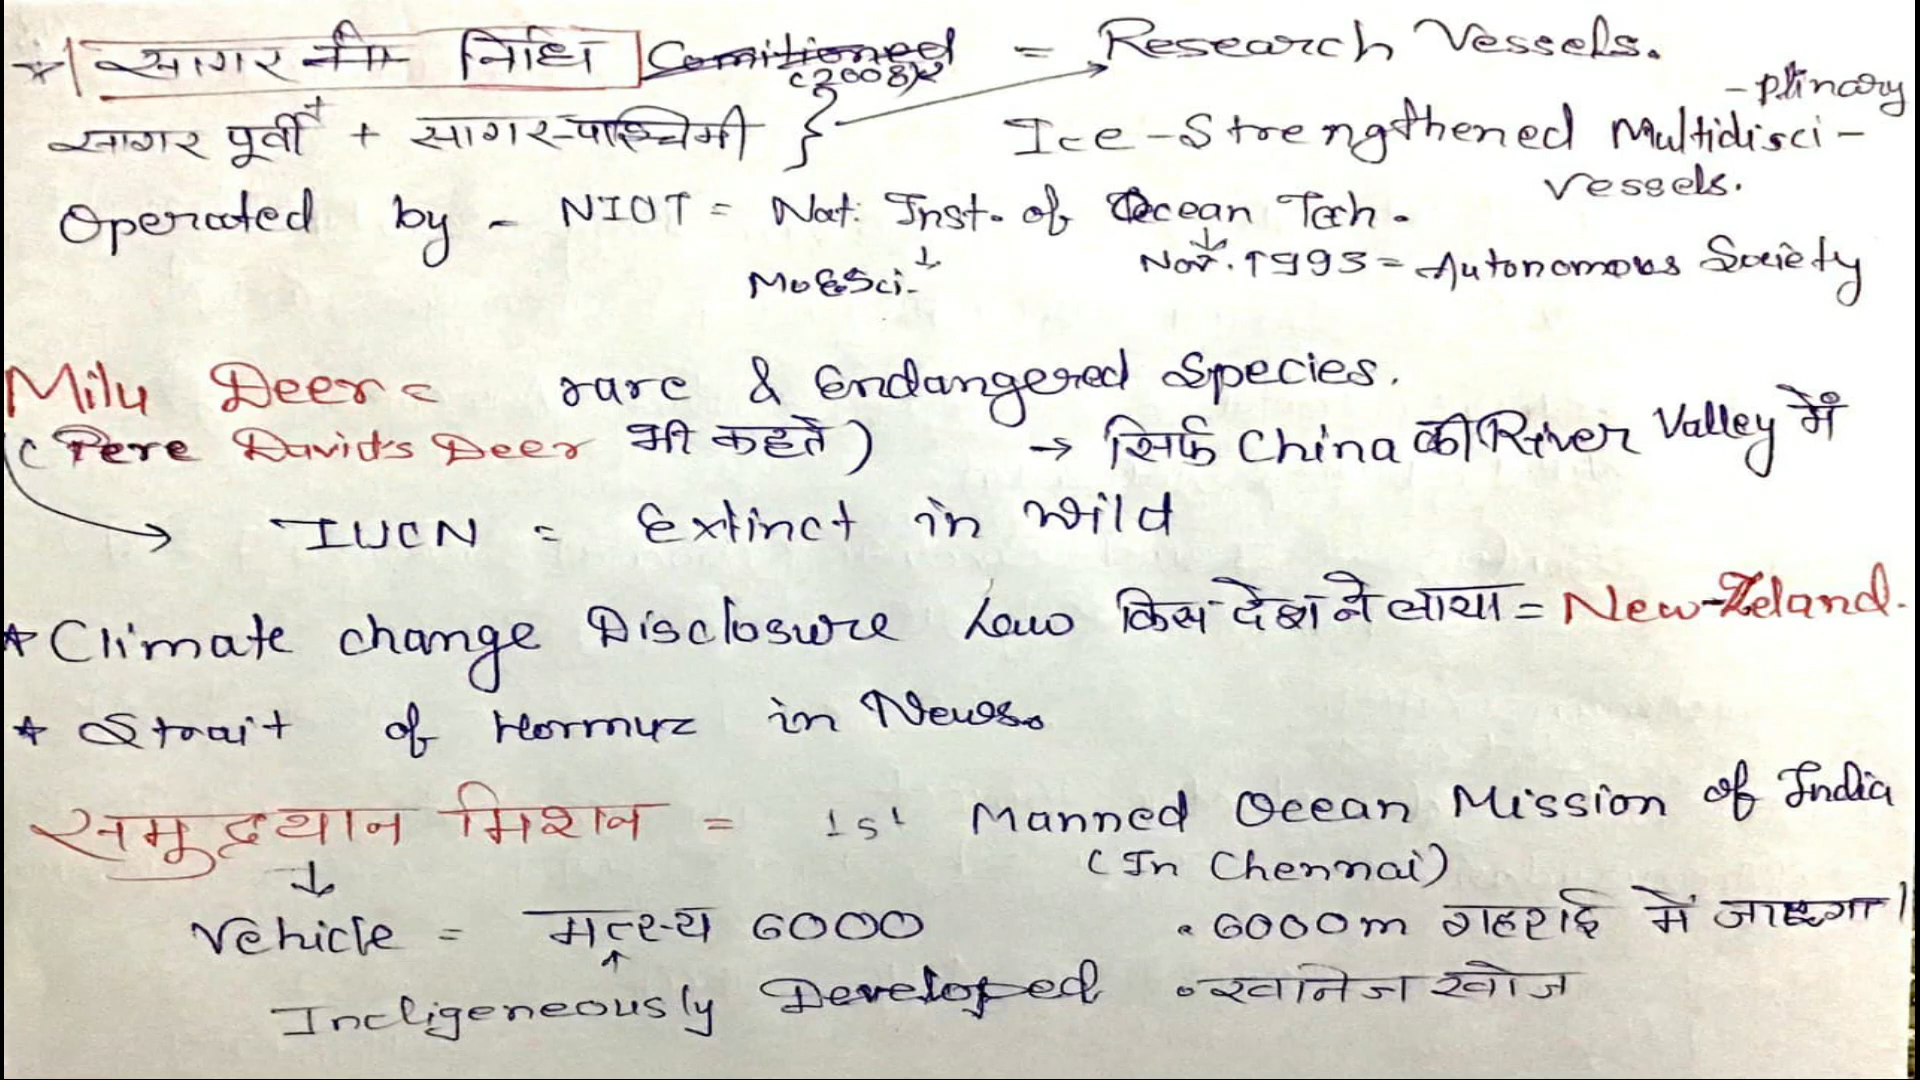 * सागर नी निधि Comitioned = Research Vessels.
(2008)
सागर पूर्वी + सागर-पश्चिमी } Ice-Strengthened Multidisci-
-plinary
Vessels.
Operated by - NIOT = Nat. Inst. of Ocean Tech.
MoESci- Nov. 1993 = Autonomous Society
Milu Deer = rare & Endangered Species.
(Pere David's Deer भी कहते) → सिर्फ China की River Valley में
→ IUCN = Extinct in Wild
* Climate change Disclosure Law किस देश ने लाया = New-Zeland.
* Strait of Hormuz in News.
समुद्रयान मिशन = 1st Manned Ocean Mission of India
↓ (In Chennai)
Vehicle = मत्स्य 6000 • 6000m गहराई में जाएगा।
↑
Indigeneously Developed • खनिज खोज